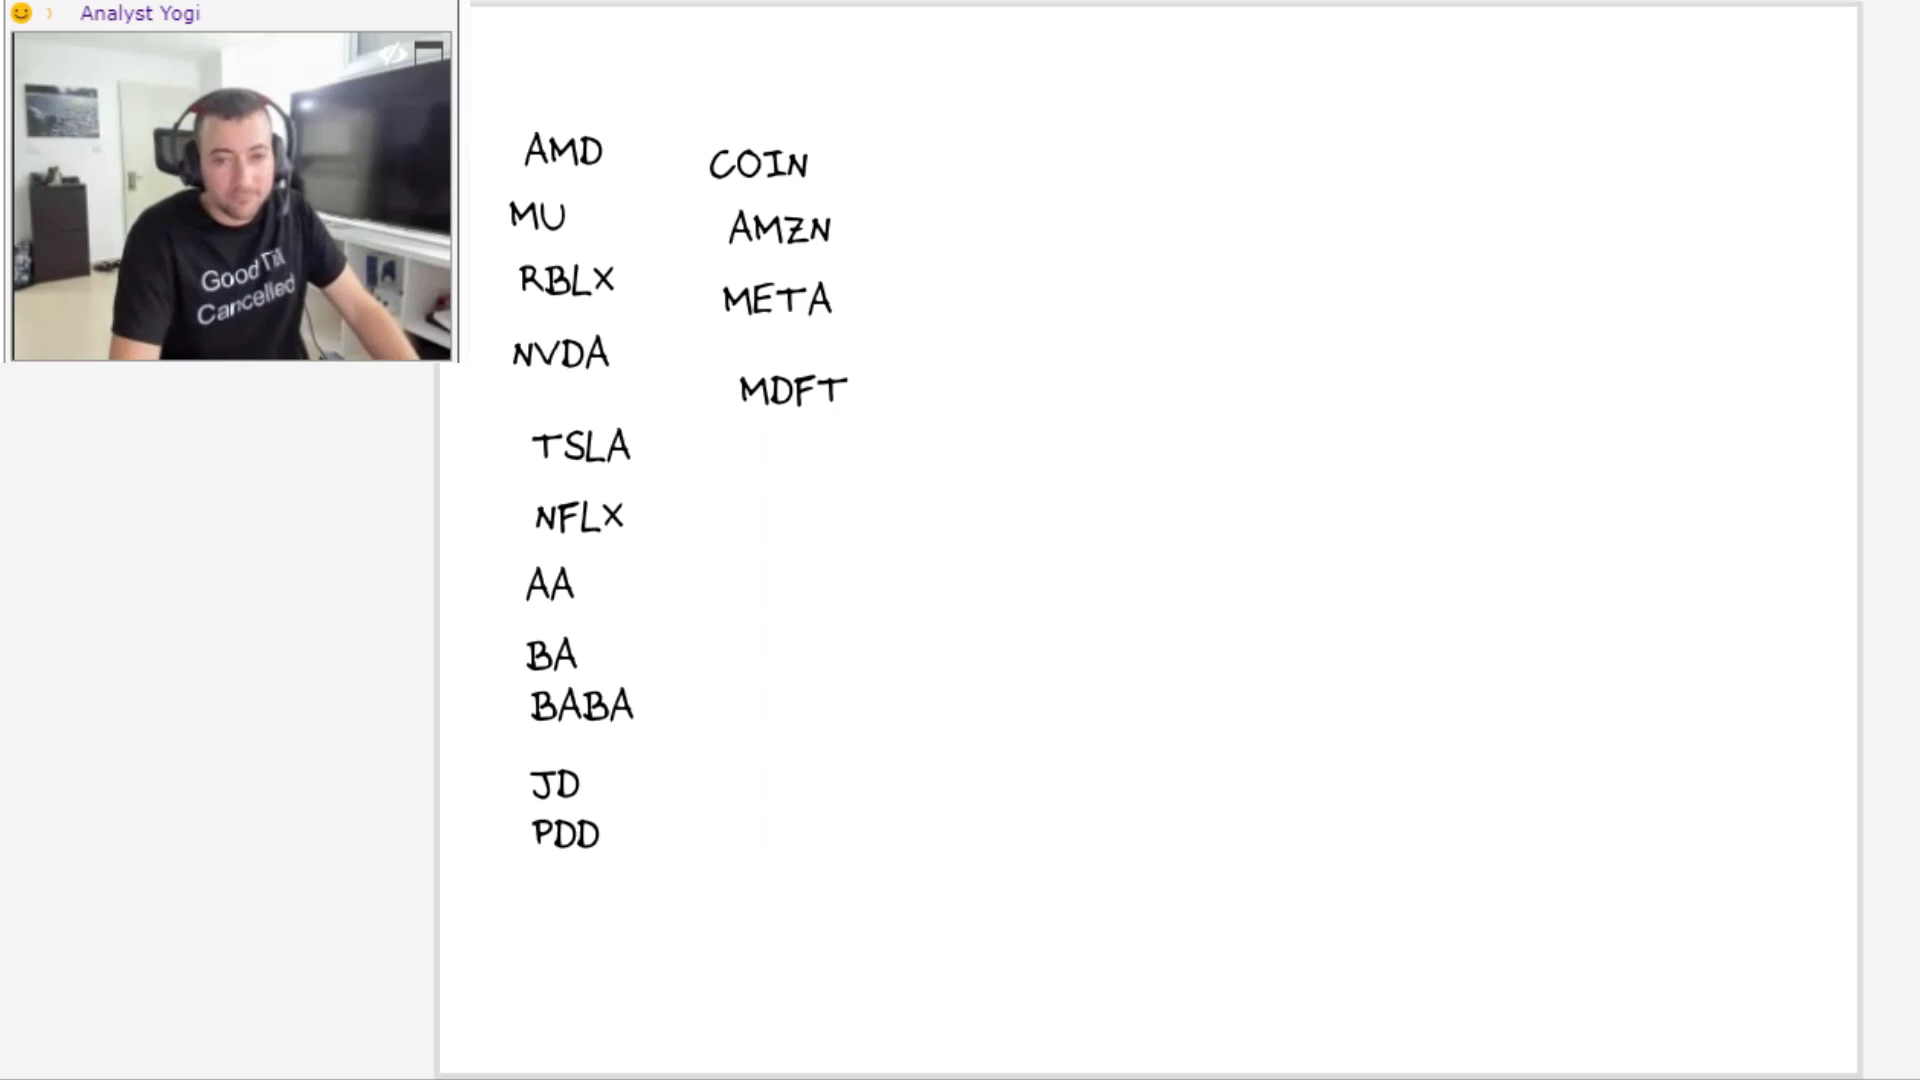 Analyst Yogi
Good Till
Cancelled
AMD
MU
RBLX
NVDA
TSLA
NFLX
AA
BA
BABA
JD
PDD
COIN
AMZN
META
MDFT